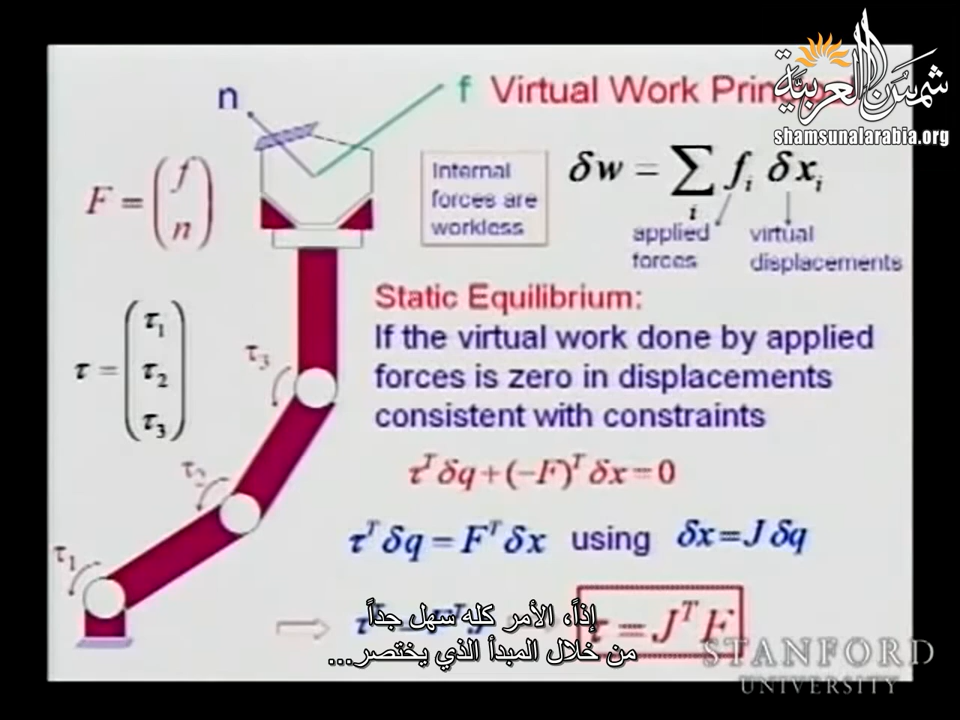 شمس العربية
shamsunalarabia.org
n
f
Virtual Work Principle
F = ( f n )
Internal
forces are
workless
δw = ∑ i f i δx i
applied
forces
virtual
displacements
Static Equilibrium:
If the virtual work done by applied
forces is zero in displacements
consistent with constraints
τ = ( τ1 τ2 τ3 )
τ3
τ2
τ1
τ^T δq + (−F)^T δx = 0
τ^T δq = F^T δx using δx = J δq
τ^T = F^T J
τ = J^T F
إذاً، الأمر كله سهل جداً
من خلال المبدأ الذي يختصر...
STANFORD
UNIVERSITY